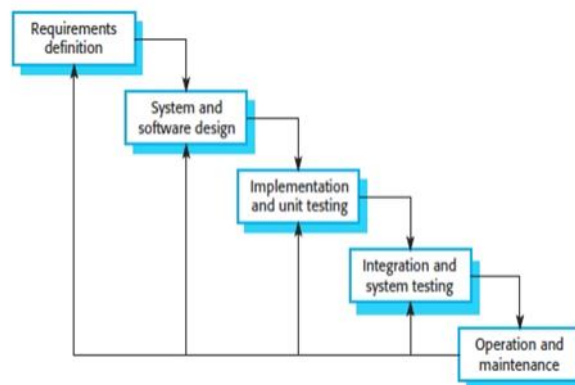 Requirements
definition
System and
software design
Implementation
and unit testing
Integration and
system testing
Operation and
maintenance